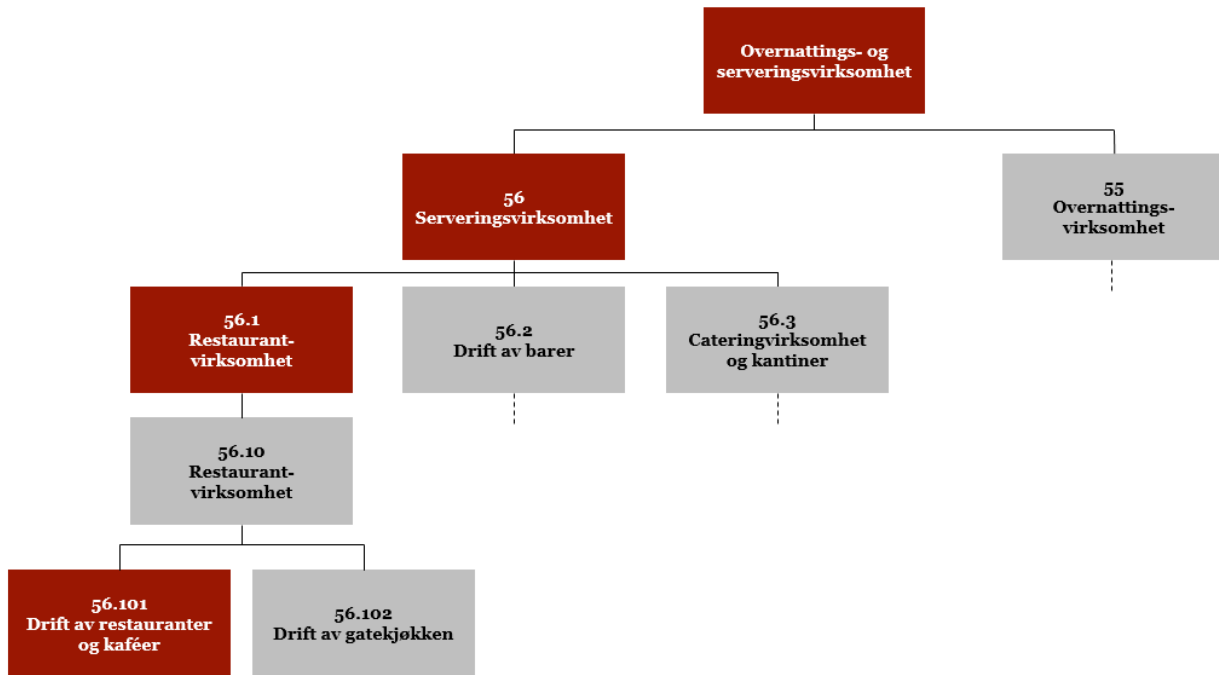 Overnattings- og
serveringsvirksomhet
56
Serveringsvirksomhet
55
Overnattings-
virksomhet
56.1
Restaurant-
virksomhet
56.2
Drift av barer
56.3
Cateringvirksomhet
og kantiner
56.10
Restaurant-
virksomhet
56.101
Drift av restauranter
og kaféer
56.102
Drift av gatekjøkken